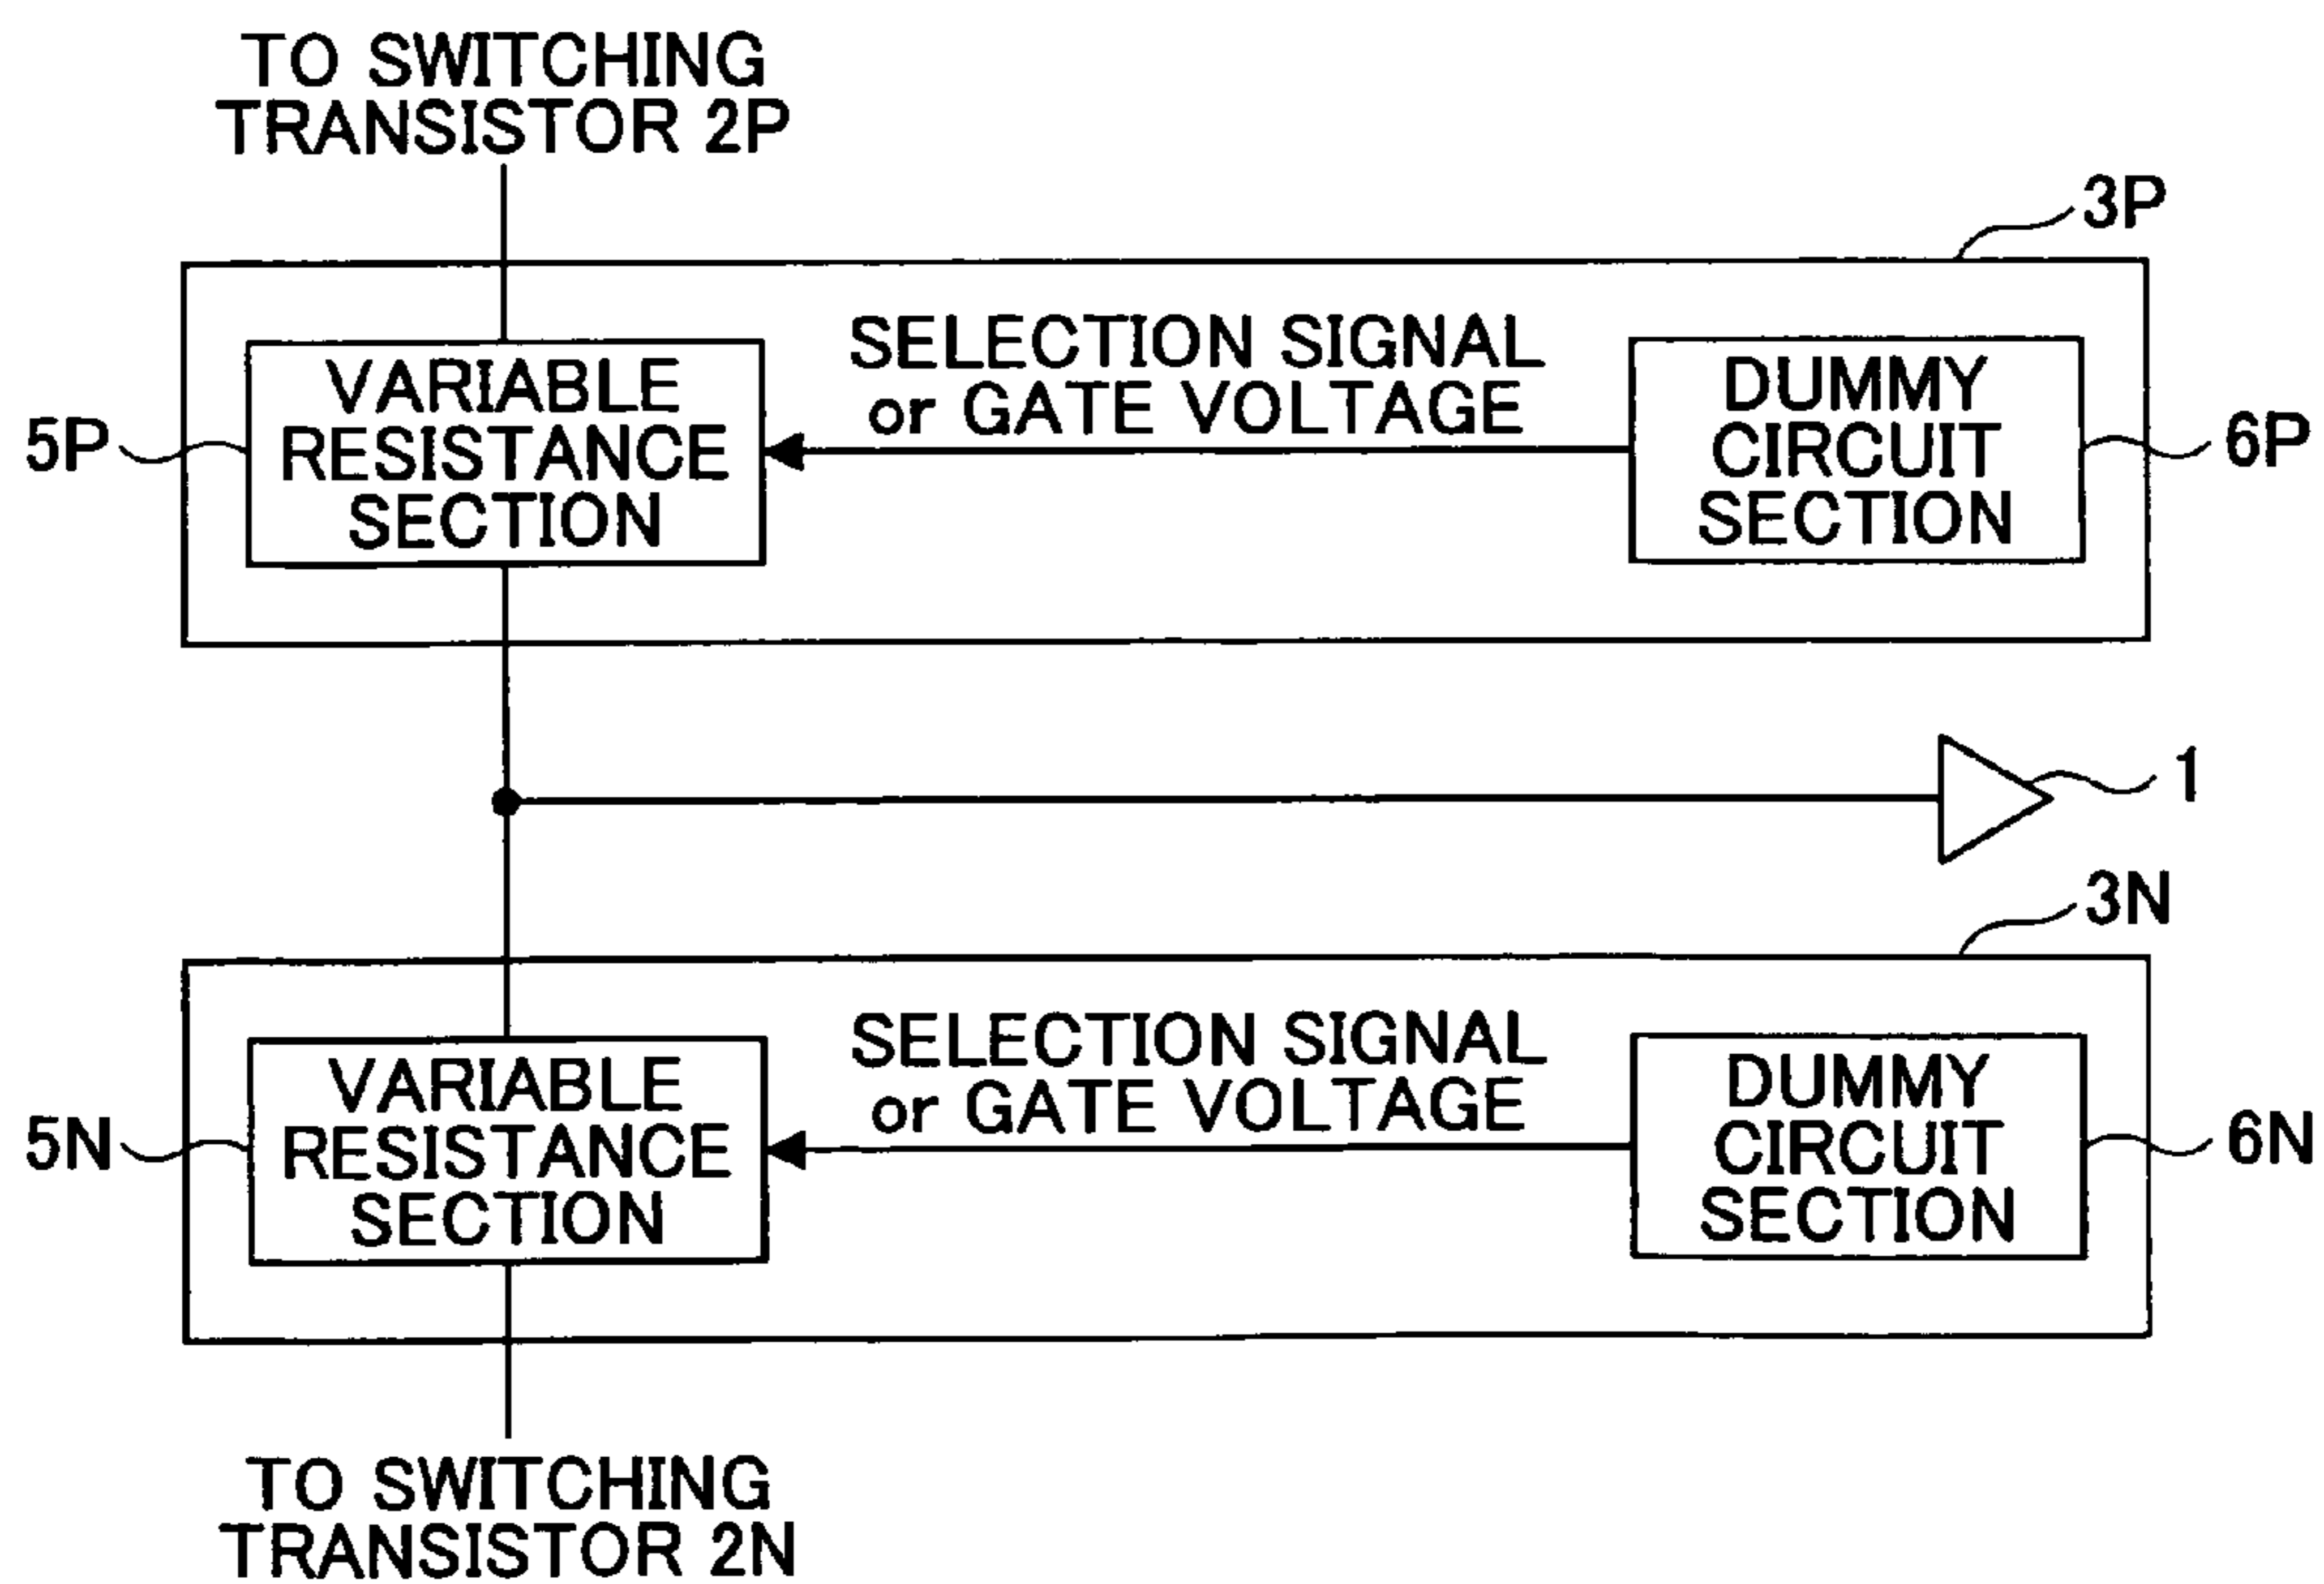 TO SWITCHING
TRANSISTOR 2P
3P
SELECTION SIGNAL
or GATE VOLTAGE
VARIABLE
RESISTANCE
SECTION
DUMMY
CIRCUIT
SECTION
5P
6P
1
3N
SELECTION SIGNAL
or GATE VOLTAGE
VARIABLE
RESISTANCE
SECTION
DUMMY
CIRCUIT
SECTION
5N
6N
TO SWITCHING
TRANSISTOR 2N